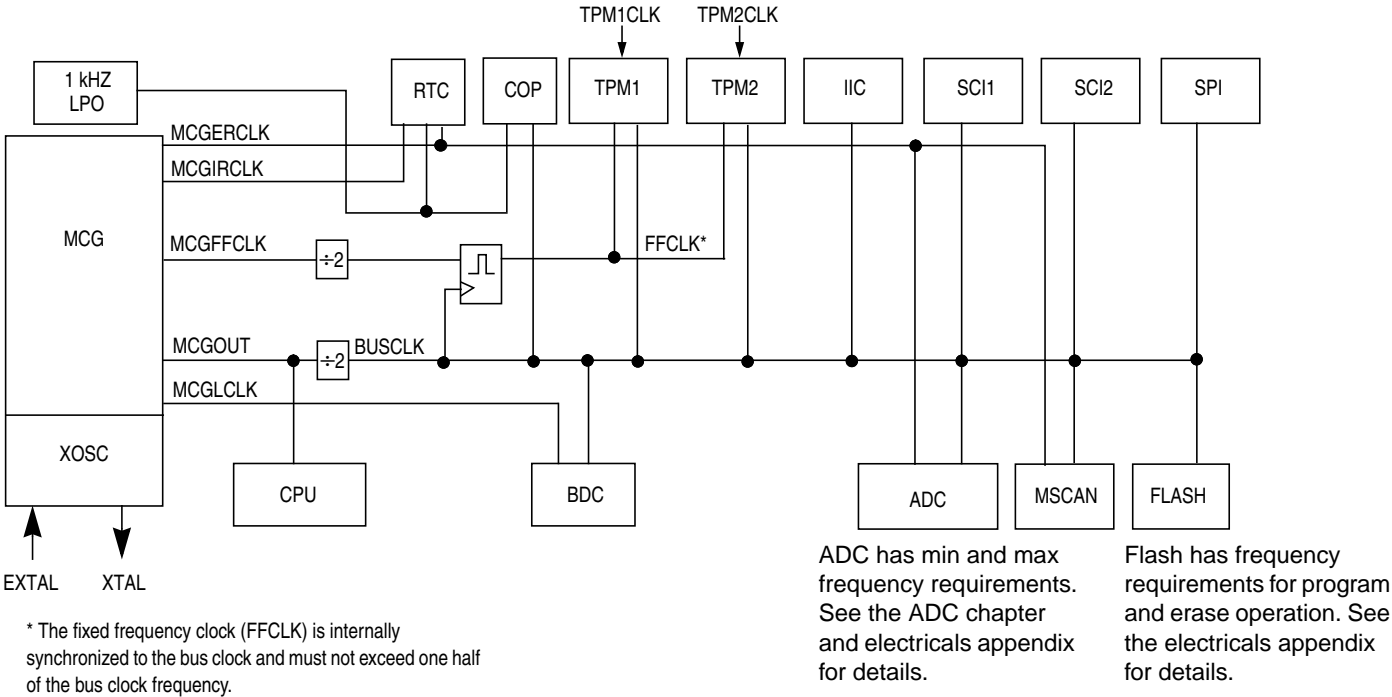 TPM1CLK TPM2CLK
1 kHZ
LPO
RTC COP TPM1 TPM2 IIC SCI1 SCI2 SPI
MCGERCLK
MCGIRCLK
MCG
MCGFFCLK ÷2 FFCLK*
MCGOUT ÷2 BUSCLK
MCGLCLK
XOSC
CPU BDC ADC MSCAN FLASH
EXTAL XTAL
ADC has min and max
frequency requirements.
See the ADC chapter
and electricals appendix
for details.
Flash has frequency
requirements for program
and erase operation. See
the electricals appendix
for details.
* The fixed frequency clock (FFCLK) is internally
synchronized to the bus clock and must not exceed one half
of the bus clock frequency.